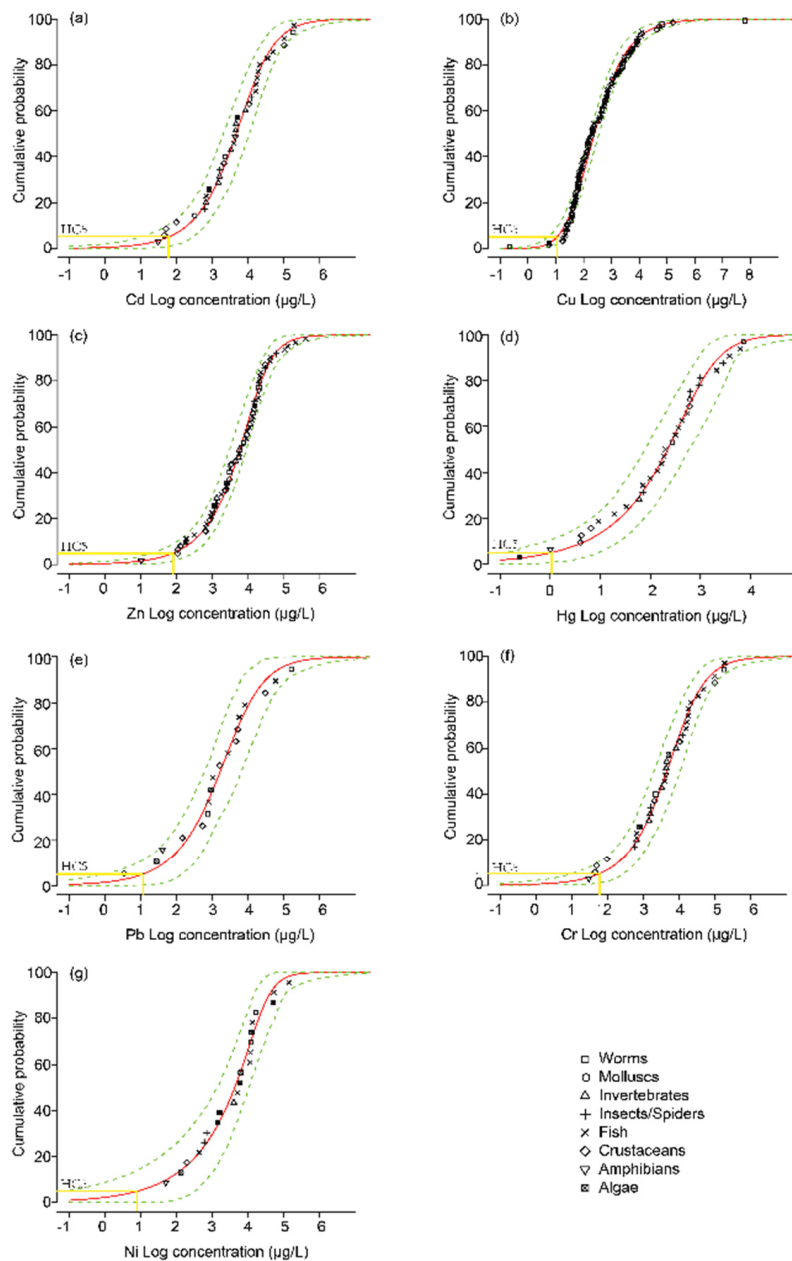 (a)
Cumulative probability
100
80
60
40
20
0
HC5
-1 0 1 2 3 4 5 6
Cd Log concentration (µg/L)
(b)
Cumulative probability
100
80
60
40
20
0
-1 0 1 2 3 4 5 6 7 8
Cu Log concentration (µg/L)
(c)
Cumulative probability
100
80
60
40
20
0
HC5
-1 0 1 2 3 4 5 6
Zn Log concentration (µg/L)
(d)
Cumulative probability
100
80
60
40
20
0
HC5
-1 0 1 2 3 4
Hg Log concentration (µg/L)
(e)
Cumulative probability
100
80
60
40
20
0
HC5
-1 0 1 2 3 4 5 6
Pb Log concentration (µg/L)
(f)
Cumulative probability
100
80
60
40
20
0
-1 0 1 2 3 4 5 6
Cr Log concentration (µg/L)
(g)
Cumulative probability
100
80
60
40
20
0
-1 0 1 2 3 4 5 6
Ni Log concentration (µg/L)
Worms
Molluscs
Invertebrates
Insects/Spiders
Fish
Crustaceans
Amphibians
Algae